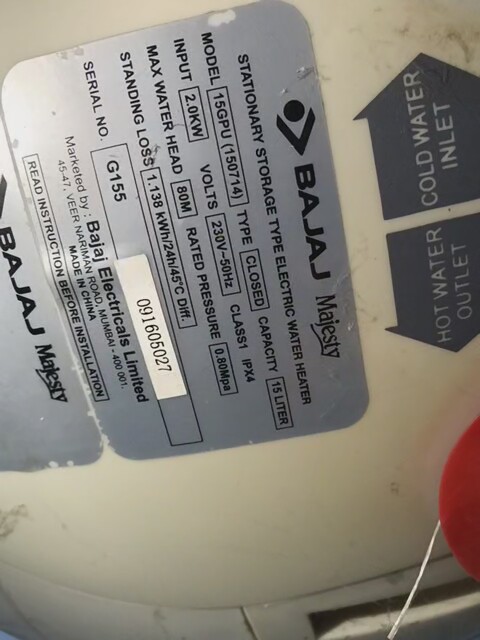 BAJAJ Majesty
STATIONARY STORAGE TYPE ELECTRIC WATER HEATER
MODEL 15GPU (150714) TYPE CLOSED CAPACITY 15 LITER
INPUT 2.0KW VOLTS 230V~50Hz CLASS1 IPX4
MAX WATER HEAD 80M RATED PRESSURE 0.80Mpa
STANDING LOSS 1.138 kWh/24h/45°C Diff.
SERIAL NO. G155
091605027
Marketed by : Bajaj Electricals Limited
45-47, VEER NARIMAN ROAD, MUMBAI - 400 001.
MADE IN CHINA
READ INSTRUCTION BEFORE INSTALLATION
BAJAJ Majesty
COLD WATER
INLET
HOT WATER
OUTLET